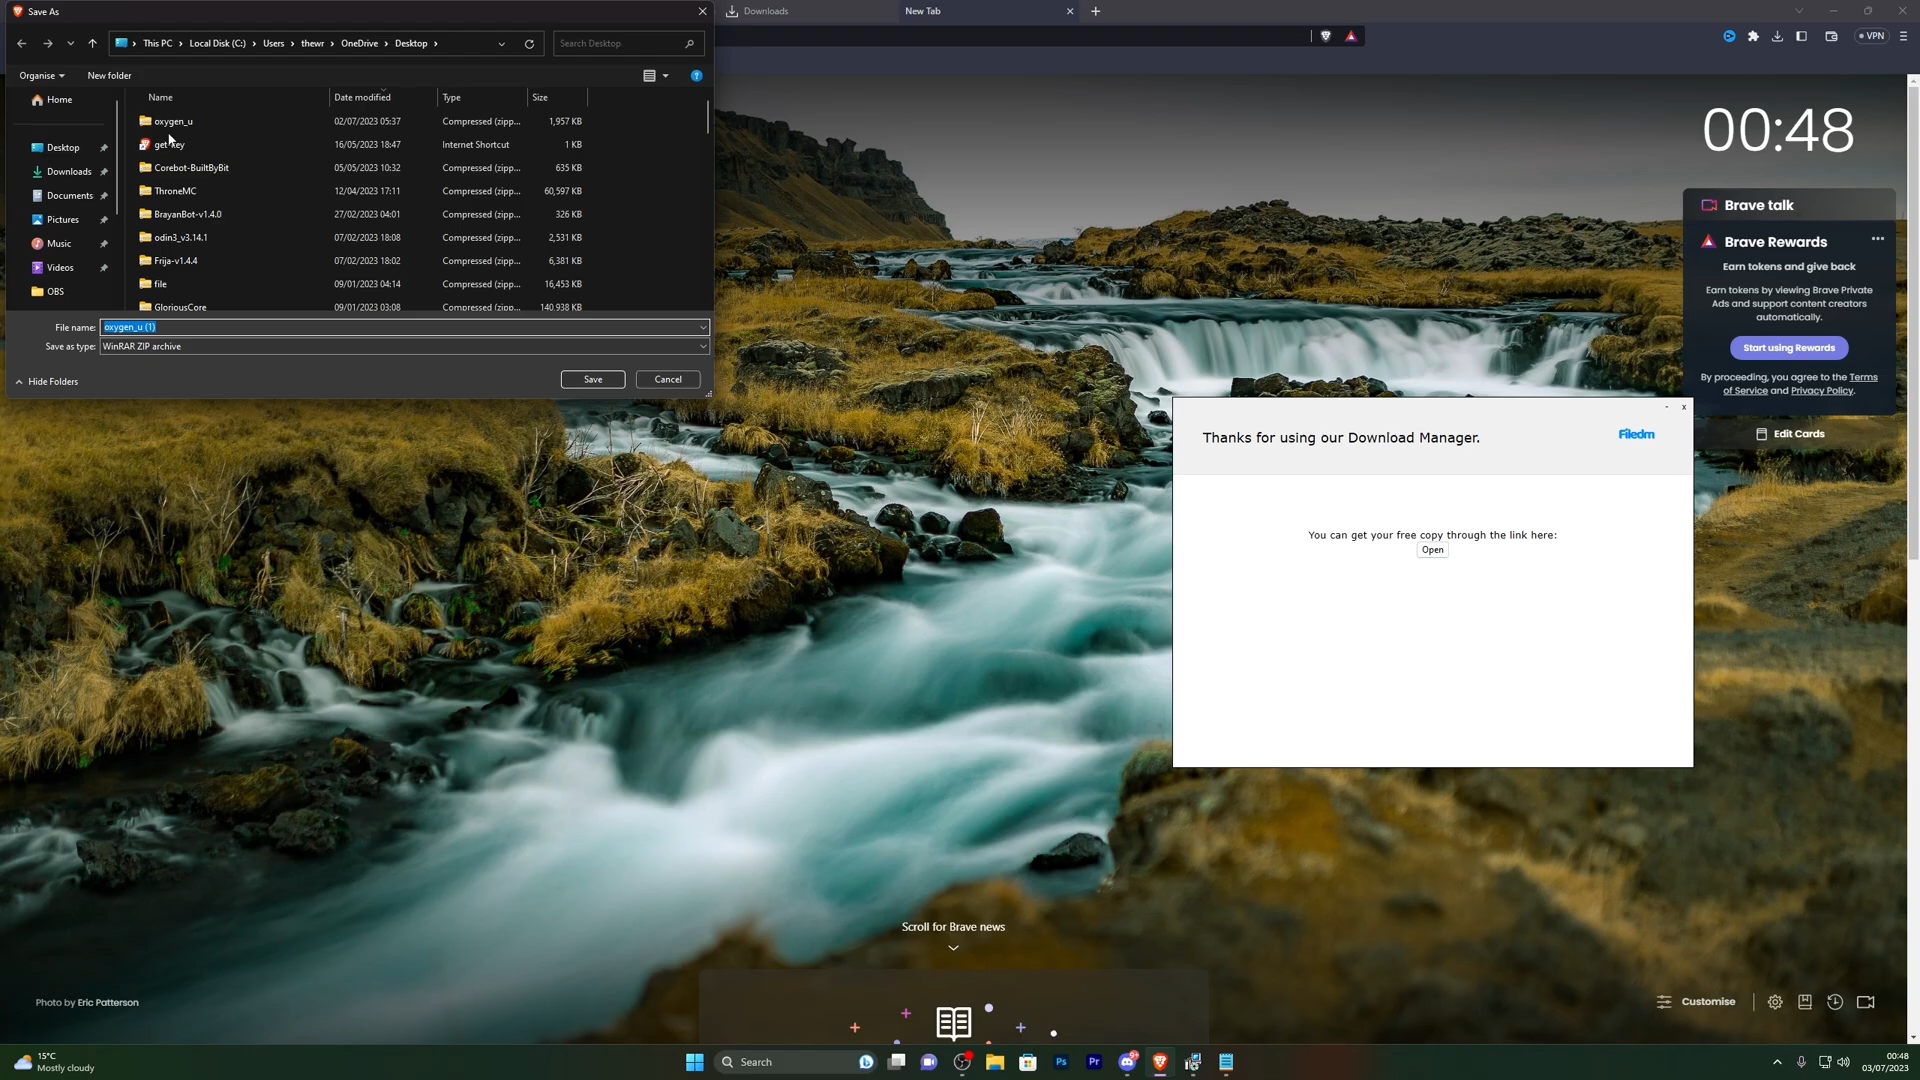 Save As
Downloads
New Tab
This PC > Local Disk (C:) > Users > thewr > OneDrive > Desktop >
Search Desktop
VPN
Organise
New folder
Home
Desktop
Downloads
Documents
Pictures
Music
Videos
OBS
Name
Date modified
Type
Size
oxygen_u
02/07/2023 05:37
Compressed (zipp...
1,957 KB
get-key
16/05/2023 18:47
Internet Shortcut
1 KB
Corebot-BuiltByBit
05/05/2023 10:32
Compressed (zipp...
635 KB
ThroneMC
12/04/2023 17:11
Compressed (zipp...
60,597 KB
BrayanBot-v1.4.0
27/02/2023 04:01
Compressed (zipp...
326 KB
odin3_v3.14.1
07/02/2023 18:08
Compressed (zipp...
2,531 KB
Frija-v1.4.4
07/02/2023 18:02
Compressed (zipp...
6,381 KB
file
09/01/2023 04:14
Compressed (zipp...
16,453 KB
GloriousCore
09/01/2023 03:08
Compressed (zipp...
140,938 KB
File name: oxygen_u (1)
Save as type: WinRAR ZIP archive
Hide Folders
Save
Cancel
00:48
Brave talk
Brave Rewards
Earn tokens and give back
Earn tokens by viewing Brave Private
Ads and support content creators
automatically.
Start using Rewards
By proceeding, you agree to the Terms
of Service and Privacy Policy.
Edit Cards
- x
Thanks for using our Download Manager.
Filedm
You can get your free copy through the link here:
Open
Scroll for Brave news
Photo by Eric Patterson
Customise
15°C
Mostly cloudy
Search
Ps
Pr
00:48
03/07/2023